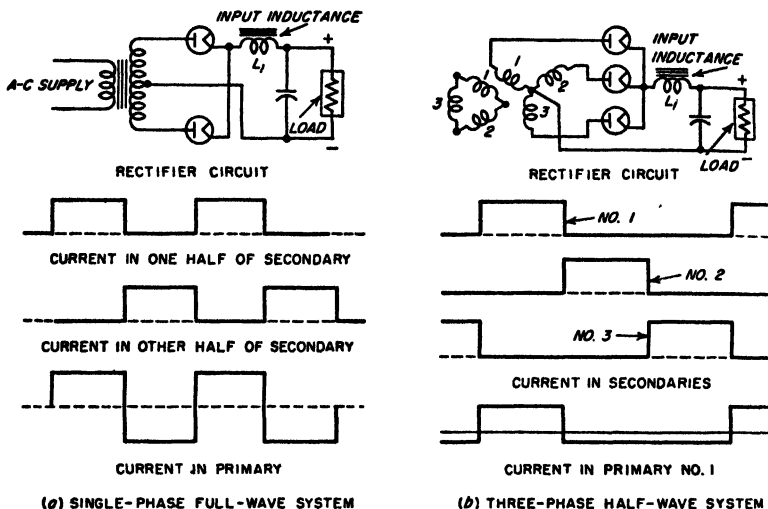 INPUT INDUCTANCE
L1
+
A-C SUPPLY
LOAD
−
RECTIFIER CIRCUIT
CURRENT IN ONE HALF OF SECONDARY
CURRENT IN OTHER HALF OF SECONDARY
CURRENT IN PRIMARY
(a) SINGLE-PHASE FULL-WAVE SYSTEM
INPUT
INDUCTANCE
1
1
2
3
3
2
L1
+
LOAD
−
RECTIFIER CIRCUIT
NO. 1
NO. 2
NO. 3
CURRENT IN SECONDARIES
CURRENT IN PRIMARY NO. 1
(b) THREE-PHASE HALF-WAVE SYSTEM